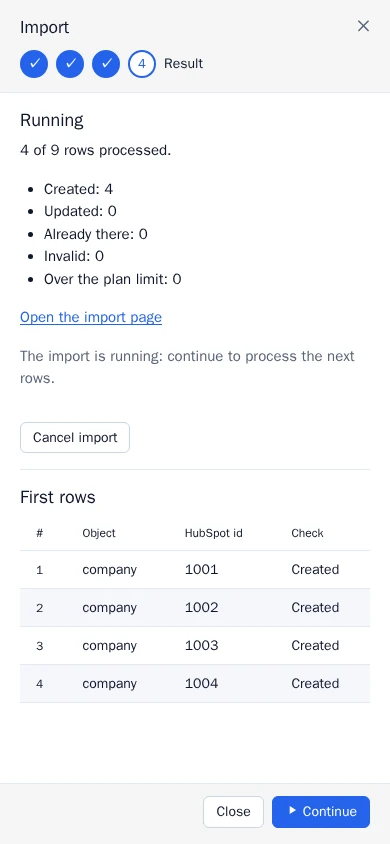 Import
✓ ✓ ✓ 4 Result
Running
4 of 9 rows processed.
• Created: 4
• Updated: 0
• Already there: 0
• Invalid: 0
• Over the plan limit: 0
Open the import page
The import is running: continue to process the next
rows.
Cancel import
First rows
# Object HubSpot id Check
1 company 1001 Created
2 company 1002 Created
3 company 1003 Created
4 company 1004 Created
Close Continue